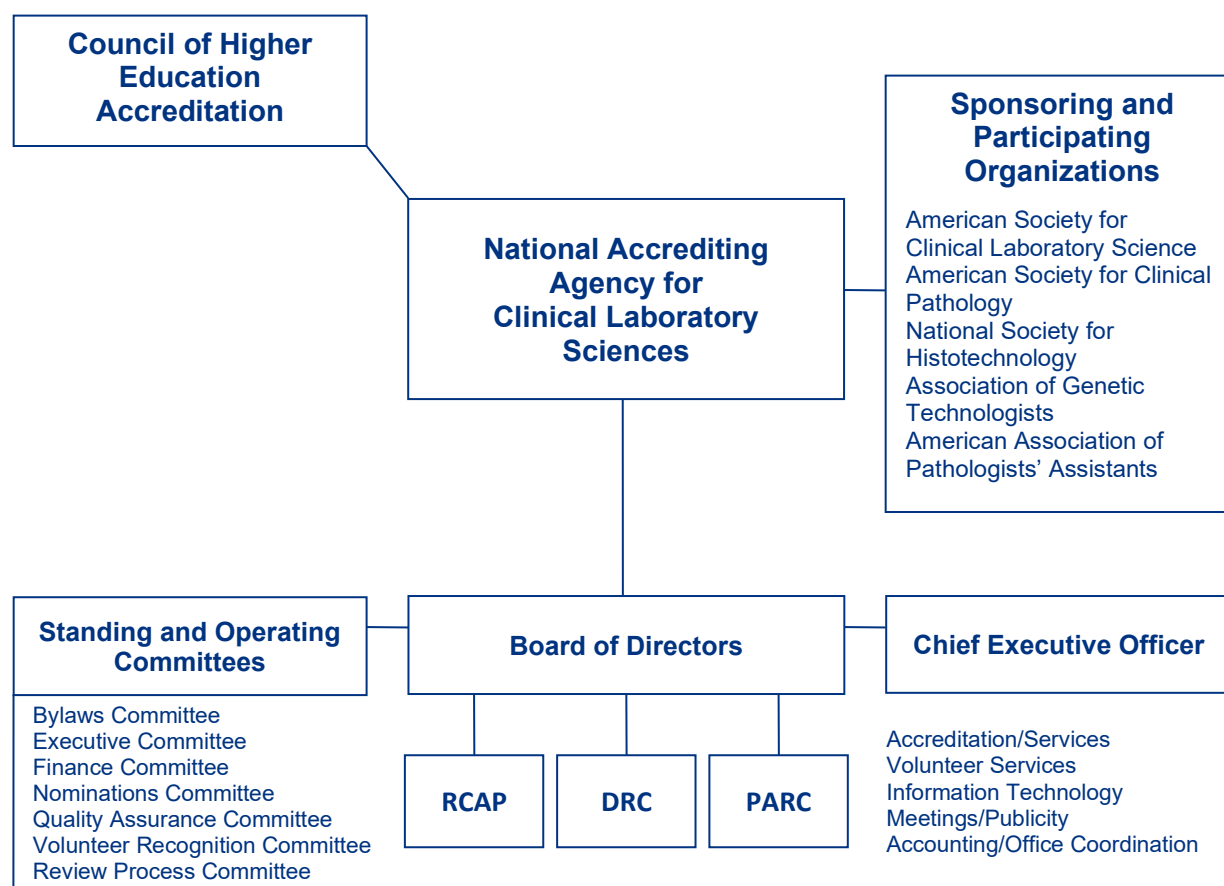 Council of Higher
Education
Accreditation
Sponsoring and
Participating
Organizations
American Society for
Clinical Laboratory Science
American Society for Clinical
Pathology
National Society for
Histotechnology
Association of Genetic
Technologists
American Association of
Pathologists’ Assistants
National Accrediting
Agency for
Clinical Laboratory
Sciences
Standing and Operating
Committees
Bylaws Committee
Executive Committee
Finance Committee
Nominations Committee
Quality Assurance Committee
Volunteer Recognition Committee
Review Process Committee
Board of Directors
RCAP
DRC
PARC
Chief Executive Officer
Accreditation/Services
Volunteer Services
Information Technology
Meetings/Publicity
Accounting/Office Coordination